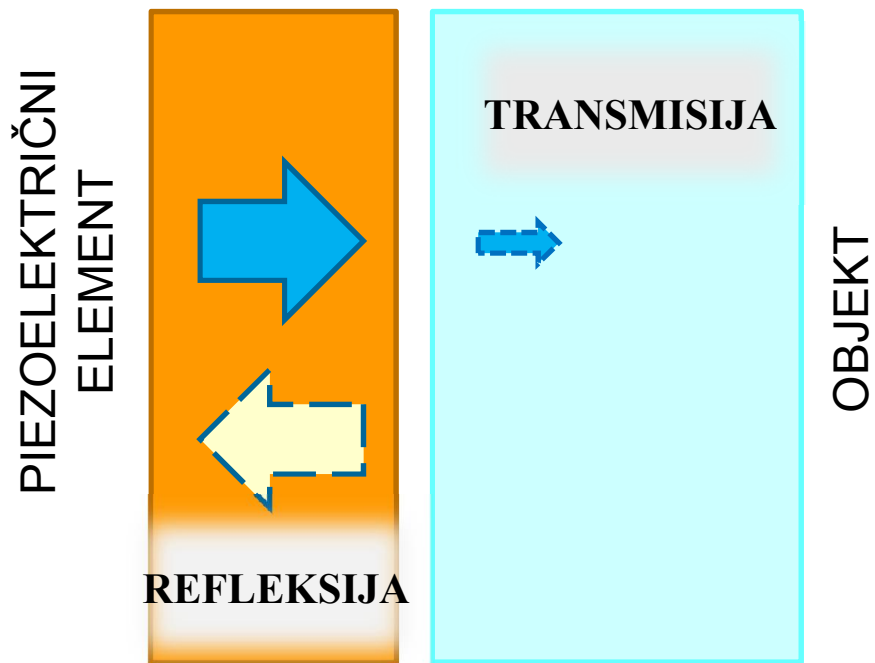 PIEZOELEKTRIČNI
ELEMENT
TRANSMISIJA
OBJEKT
REFLEKSIJA